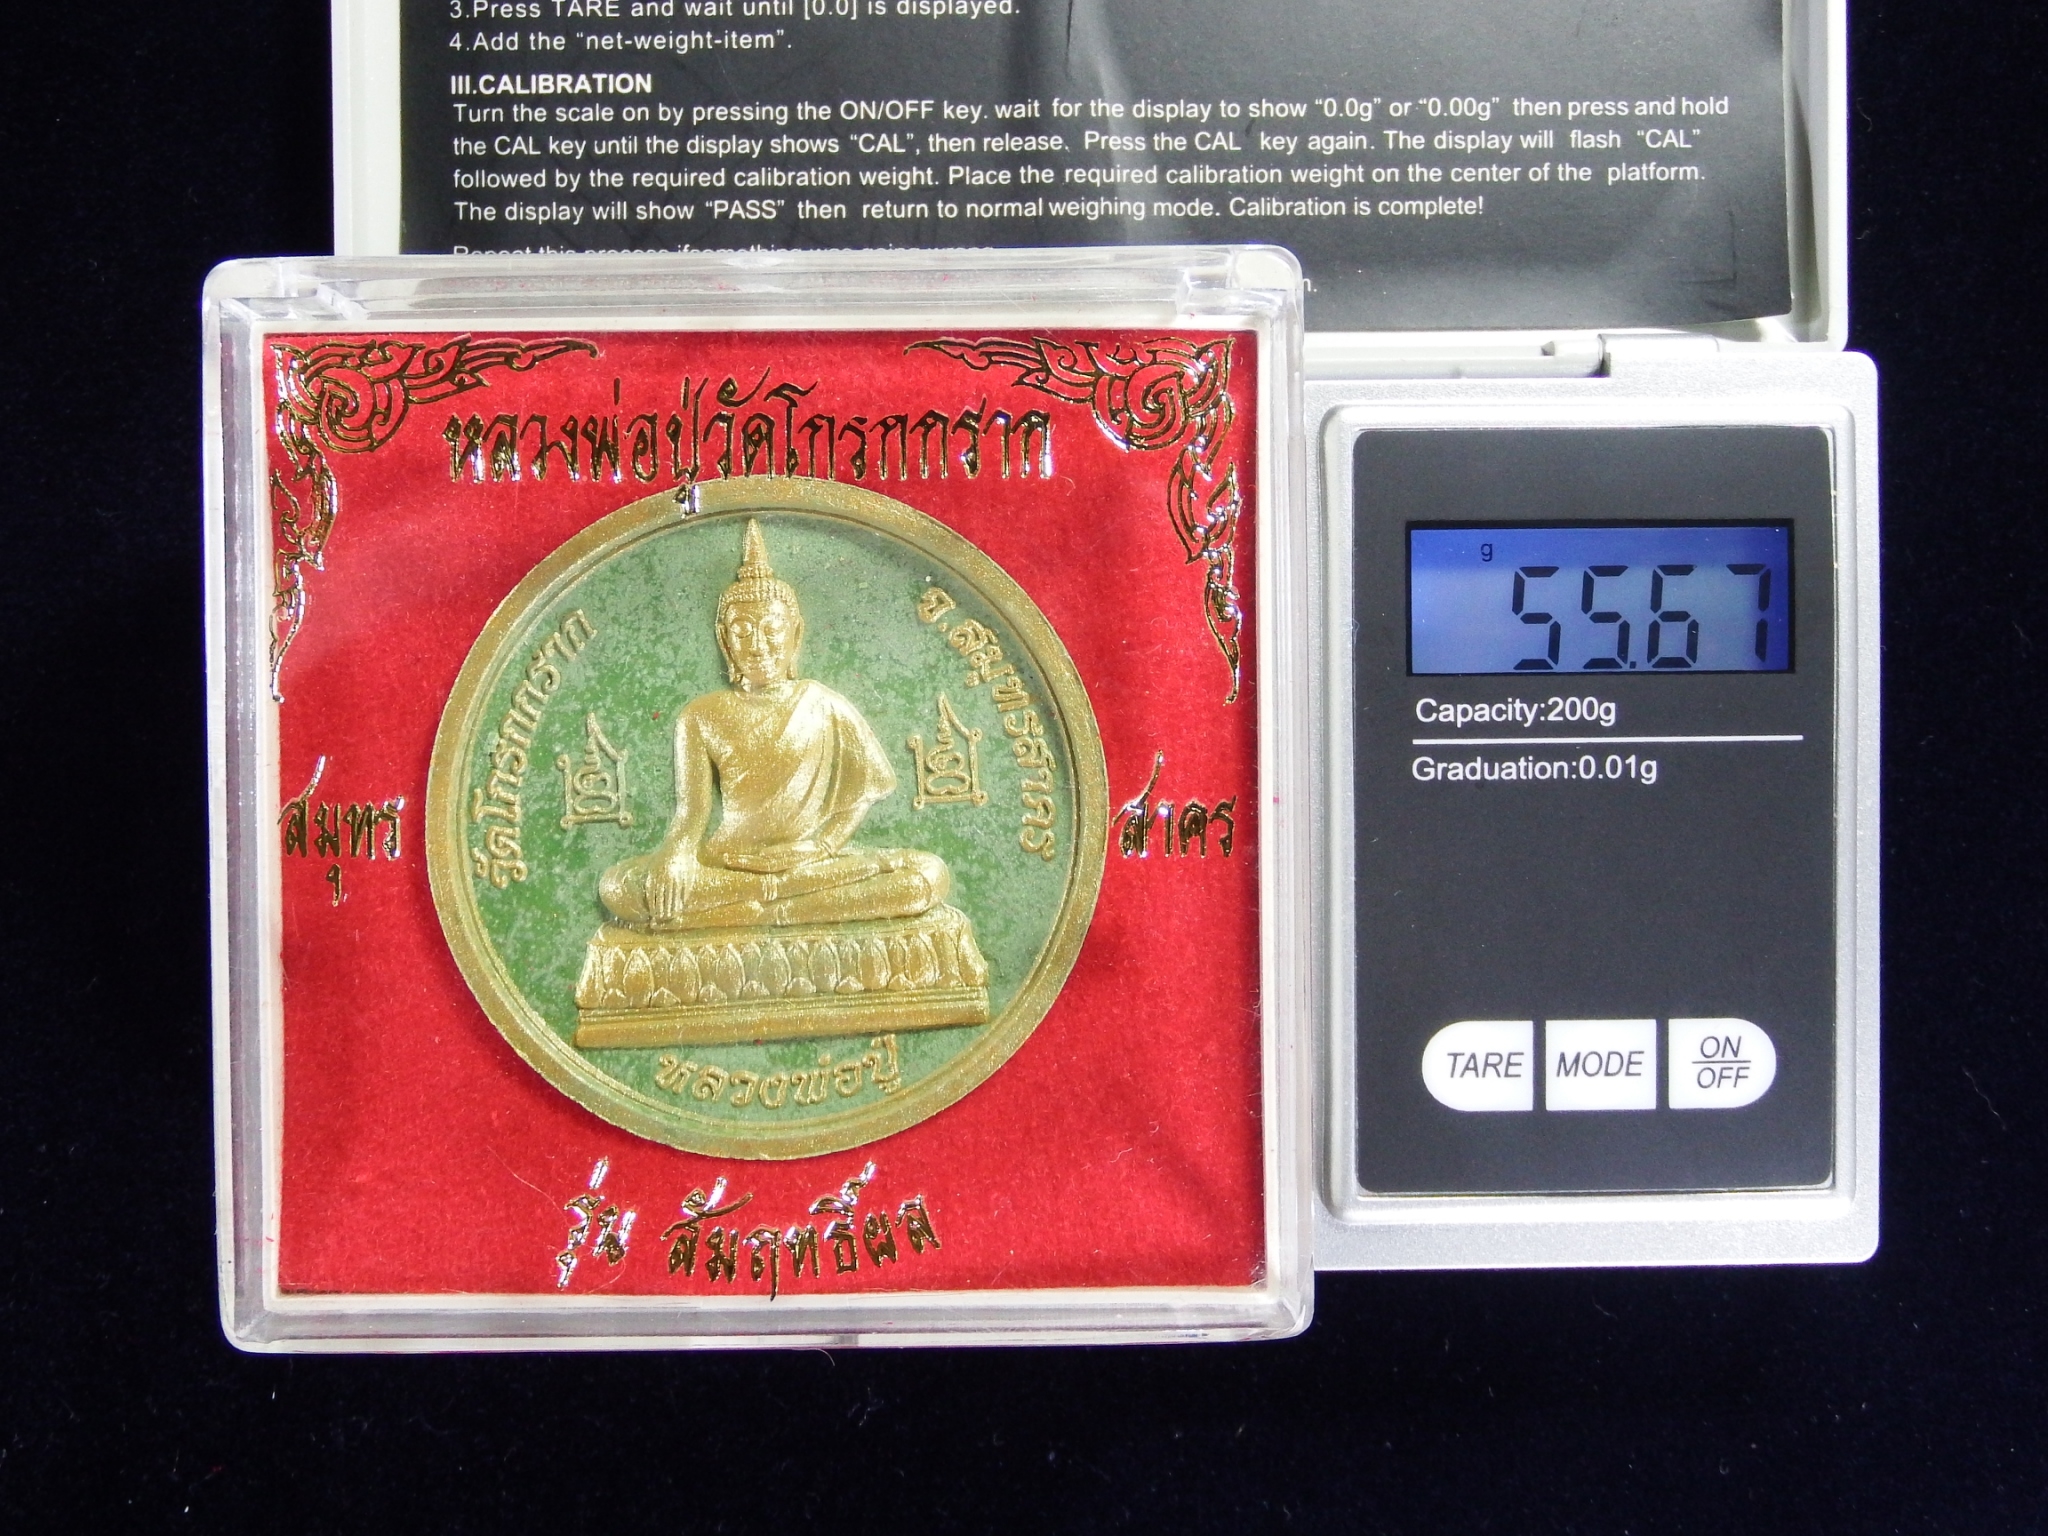 3.Press TARE and wait until [0.0] is displayed.
4.Add the “net-weight-item”.
III.CALIBRATION
Turn the scale on by pressing the ON/OFF key. wait for the display to show “0.0g” or “0.00g” then press and hold
the CAL key until the display shows “CAL”, then release. Press the CAL key again. The display will flash “CAL”
followed by the required calibration weight. Place the required calibration weight on the center of the platform.
The display will show “PASS” then return to normal weighing mode. Calibration is complete!
Repeat this process if something was going wrong
หลวงพ่อปู่วัดโกรกกราก
วัดโกรกกราก
จ.สมุทรสาคร
สมุทร
สาคร
หลวงพ่อปู่
รุ่น สัมฤทธิ์ผล
g
55.67
Capacity:200g
Graduation:0.01g
TARE
MODE
ON
OFF